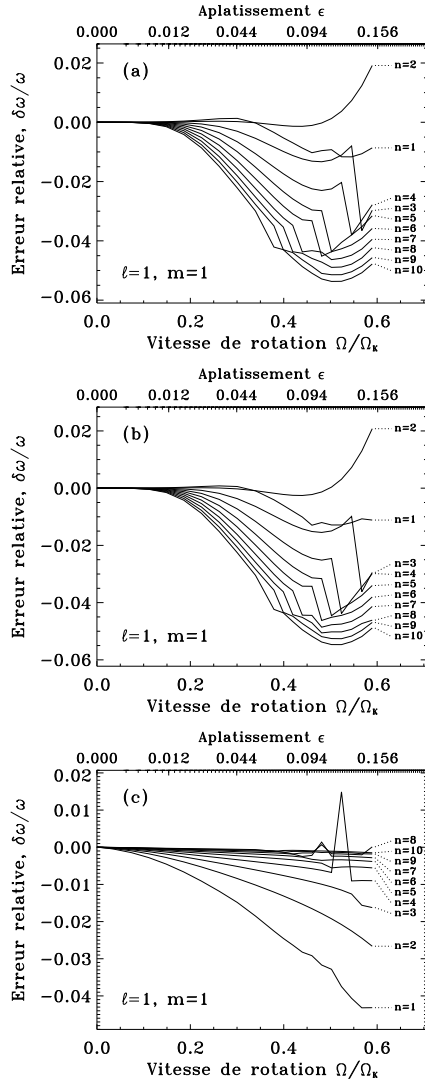 Aplatissement ϵ
0.000 0.012 0.044 0.094 0.156
0.02
0.00
−0.02
−0.04
−0.06
Erreur relative, δω/ω
(a)
n=2
n=1
n=4
n=3
n=5
n=6
n=7
n=8
n=9
n=10
ℓ=1, m=1
0.0 0.2 0.4 0.6
Vitesse de rotation Ω/Ωκ
Aplatissement ϵ
0.000 0.012 0.044 0.094 0.156
0.02
0.00
−0.02
−0.04
−0.06
Erreur relative, δω/ω
(b)
n=2
n=1
n=3
n=4
n=5
n=6
n=7
n=8
n=9
n=10
ℓ=1, m=1
0.0 0.2 0.4 0.6
Vitesse de rotation Ω/Ωκ
Aplatissement ϵ
0.000 0.012 0.044 0.094 0.156
0.02
0.01
0.00
−0.01
−0.02
−0.03
−0.04
Erreur relative, δω/ω
(c)
n=8
n=10
n=9
n=7
n=6
n=5
n=4
n=3
n=2
n=1
ℓ=1, m=1
0.0 0.2 0.4 0.6
Vitesse de rotation Ω/Ωκ